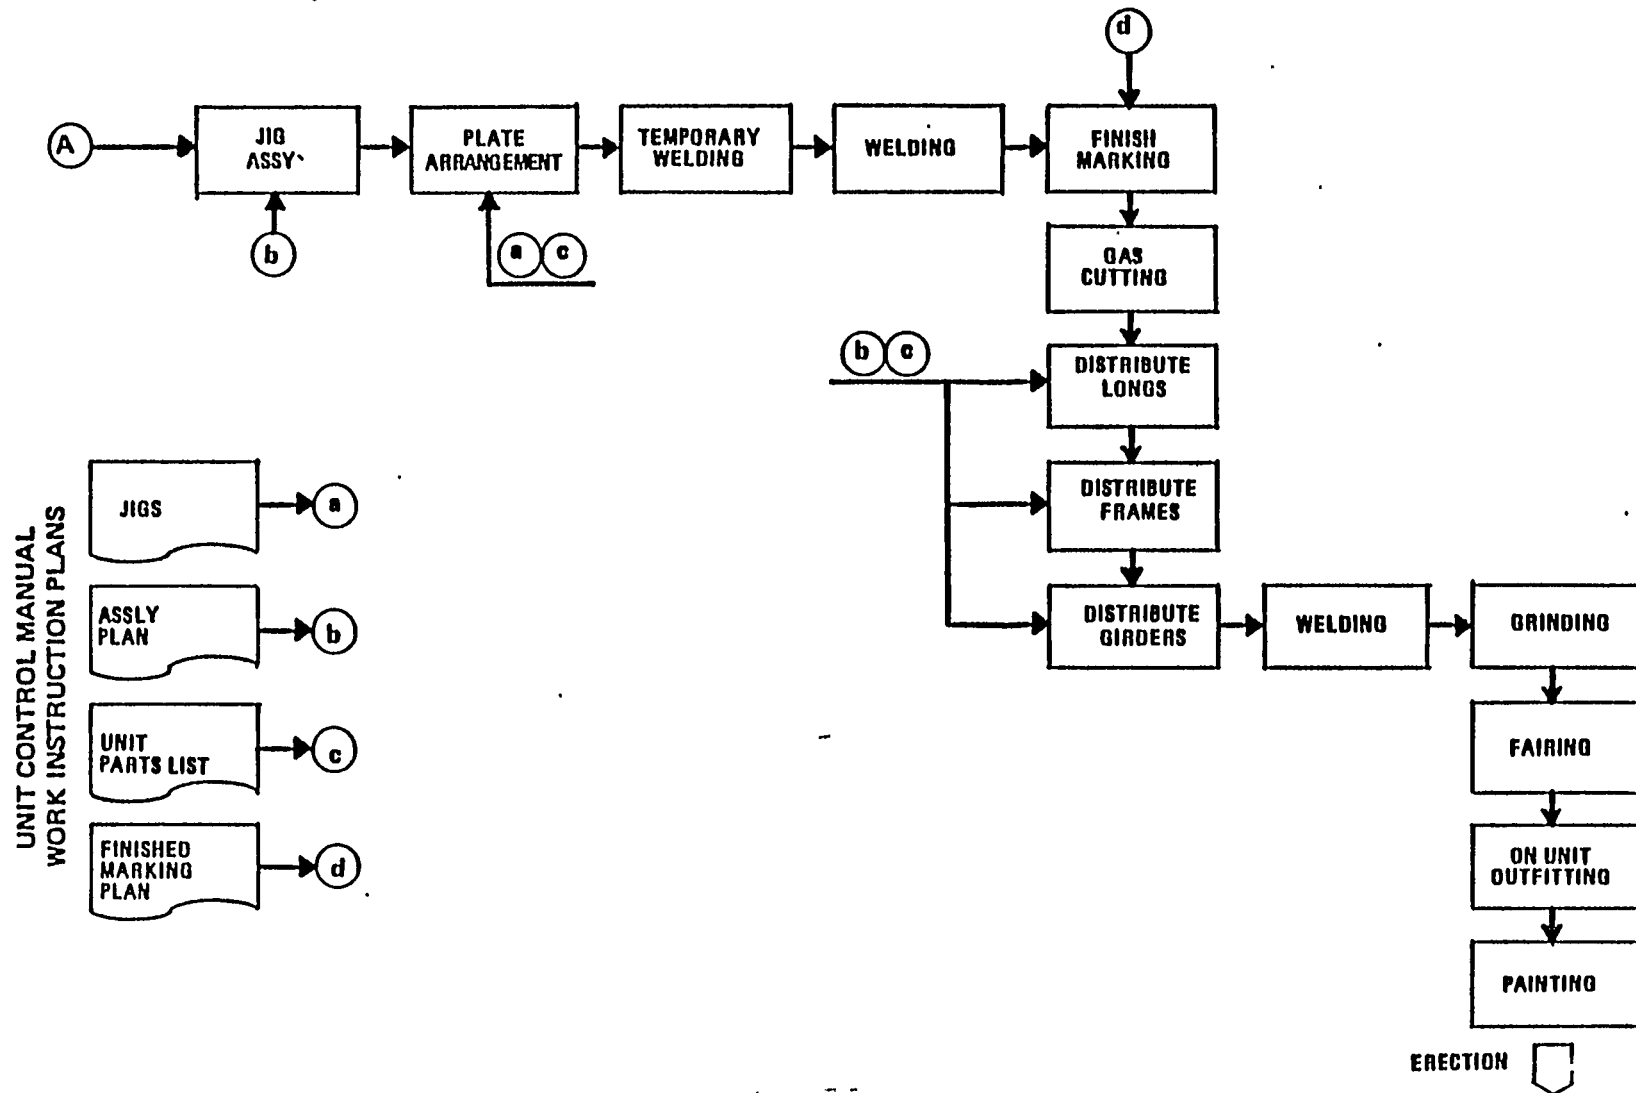 d
A
JIG
ASSY
PLATE
ARRANGEMENT
TEMPORARY
WELDING
WELDING
FINISH
MARKING
b
a c
GAS
CUTTING
b c
DISTRIBUTE
LONGS
DISTRIBUTE
FRAMES
DISTRIBUTE
GIRDERS
WELDING
GRINDING
FAIRING
ON UNIT
OUTFITTING
PAINTING
ERECTION
UNIT CONTROL MANUAL
WORK INSTRUCTION PLANS
JIGS
a
ASSLY
PLAN
b
UNIT
PARTS LIST
c
FINISHED
MARKING
PLAN
d